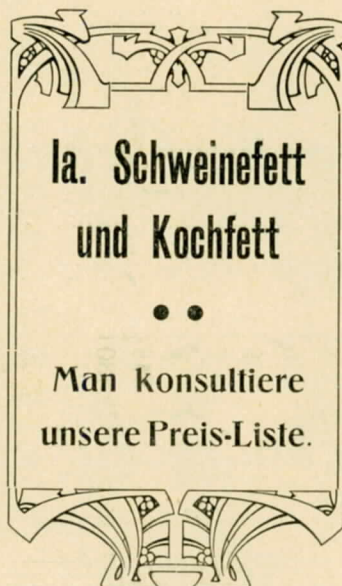 Ia. Schweinefett
und Kochfett
Man konsultiere
unsere Preis-Liste.